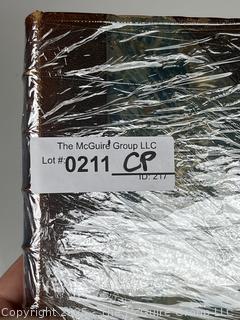 The McGuire Group LLC
Lot #: 0211 CP
ID: 217